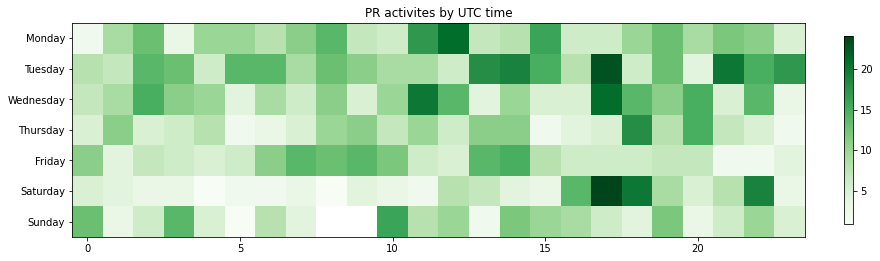 PR activites by UTC time
Monday
Tuesday
Wednesday
Thursday
Friday
Saturday
Sunday
0 5 10 15 20
20
15
10
5